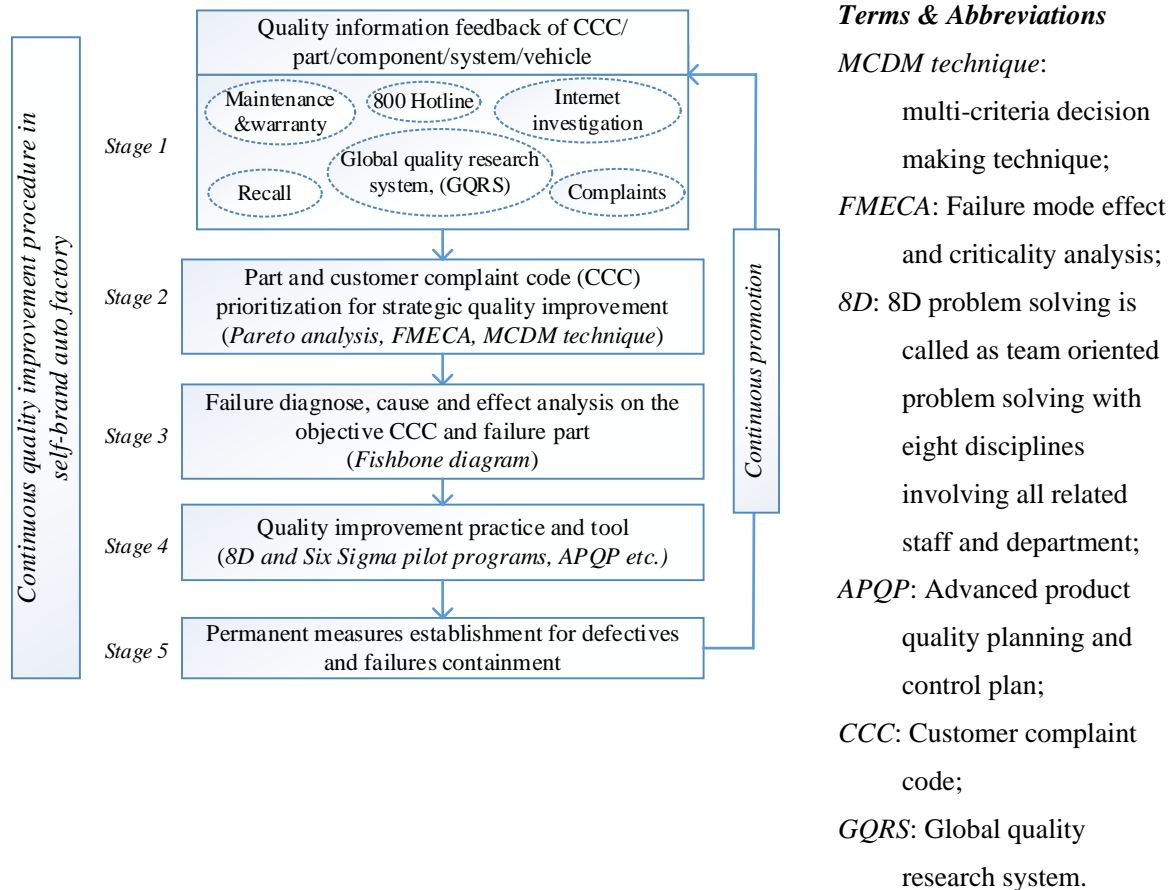 Continuous quality improvement procedure in
self-brand auto factory
Quality information feedback of CCC/
part/component/system/vehicle
Stage 1
Maintenance
&warranty
800 Hotline
Internet
investigation
Global quality research
system, (GQRS)
Recall
Complaints
Stage 2
Part and customer complaint code (CCC)
prioritization for strategic quality improvement
(Pareto analysis, FMECA, MCDM technique)
Stage 3
Failure diagnose, cause and effect analysis on the
objective CCC and failure part
(Fishbone diagram)
Stage 4
Quality improvement practice and tool
(8D and Six Sigma pilot programs, APQP etc.)
Stage 5
Permanent measures establishment for defectives
and failures containment
Continuous promotion
Terms & Abbreviations
MCDM technique:
multi-criteria decision
making technique;
FMECA: Failure mode effect
and criticality analysis;
8D: 8D problem solving is
called as team oriented
problem solving with
eight disciplines
involving all related
staff and department;
APQP: Advanced product
quality planning and
control plan;
CCC: Customer complaint
code;
GQRS: Global quality
research system.